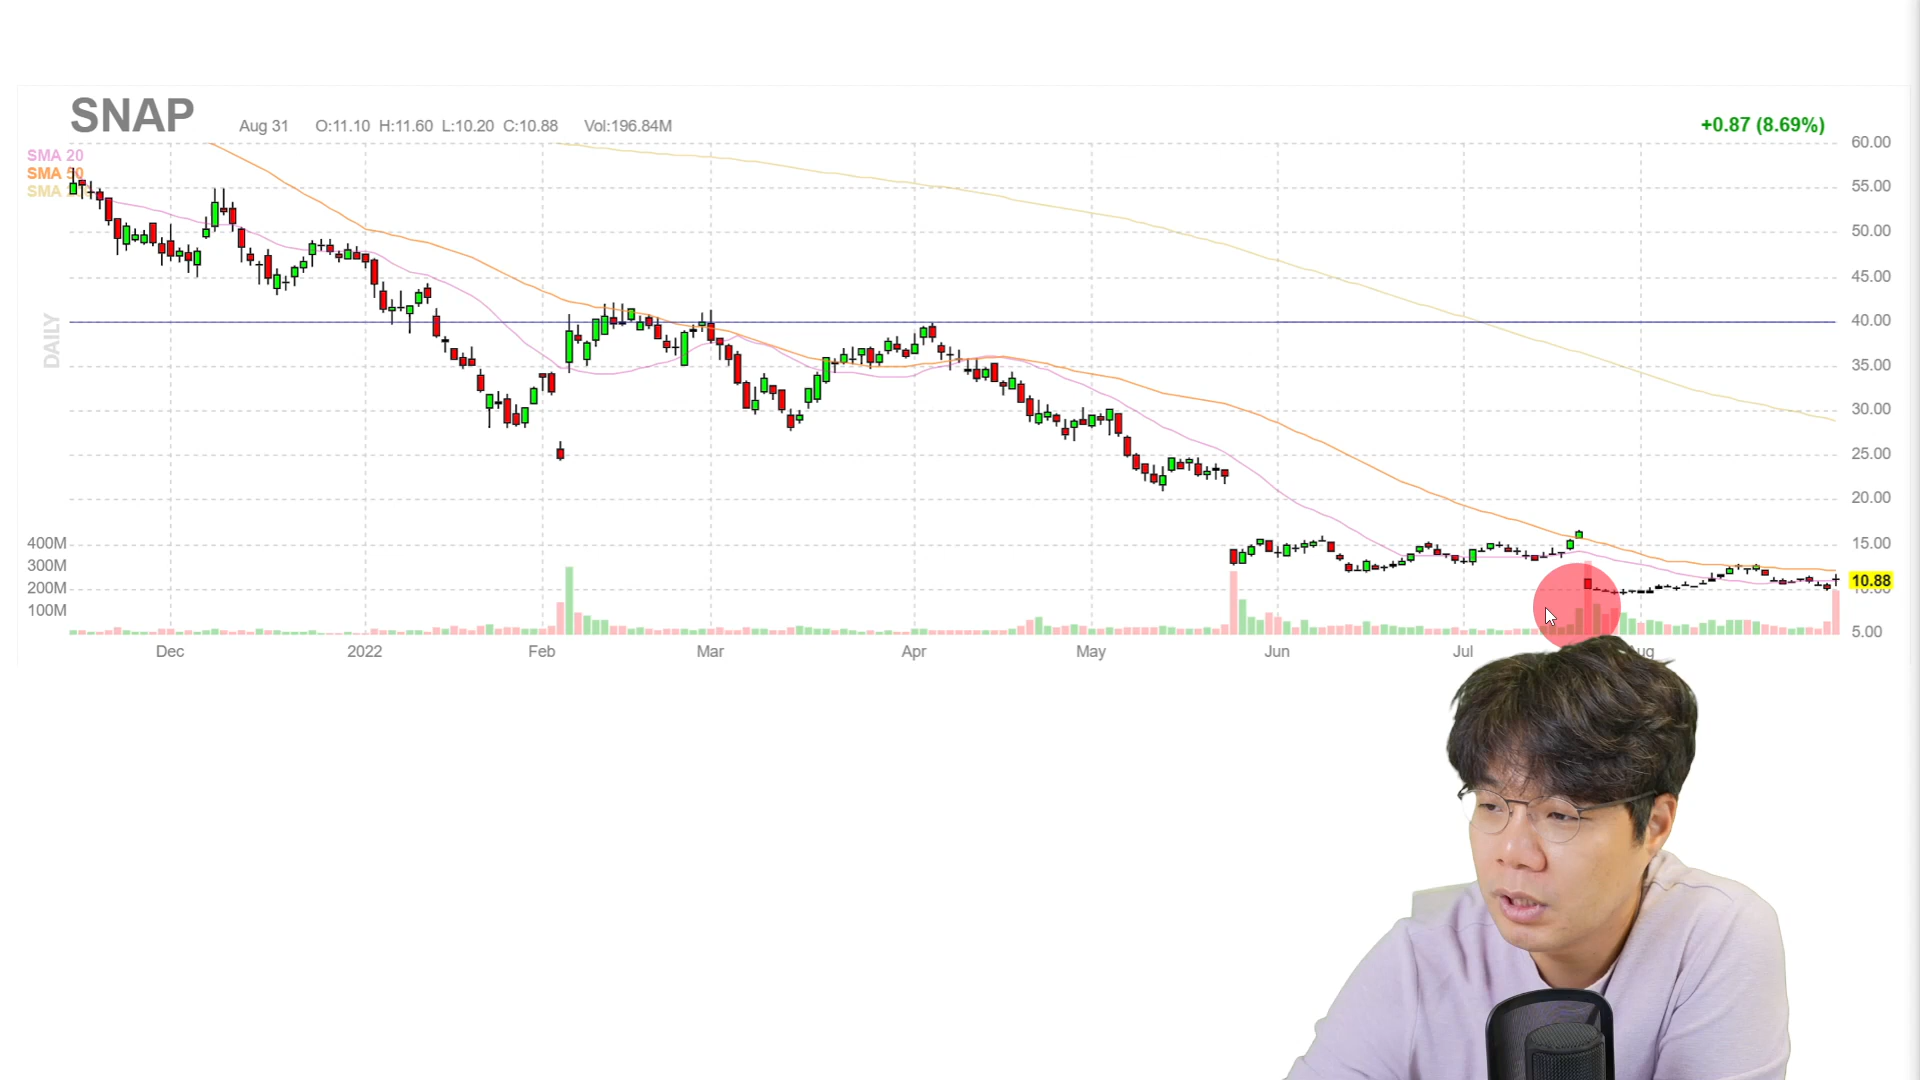 SNAP
Aug 31 O:11.10 H:11.60 L:10.20 C:10.88 Vol:196.84M
+0.87 (8.69%)
SMA 20
SMA 50
SMA
DAILY
60.00
55.00
50.00
45.00
40.00
35.00
30.00
25.00
20.00
15.00
10.88
10.00
5.00
400M
300M
200M
100M
Dec 2022 Feb Mar Apr May Jun Jul